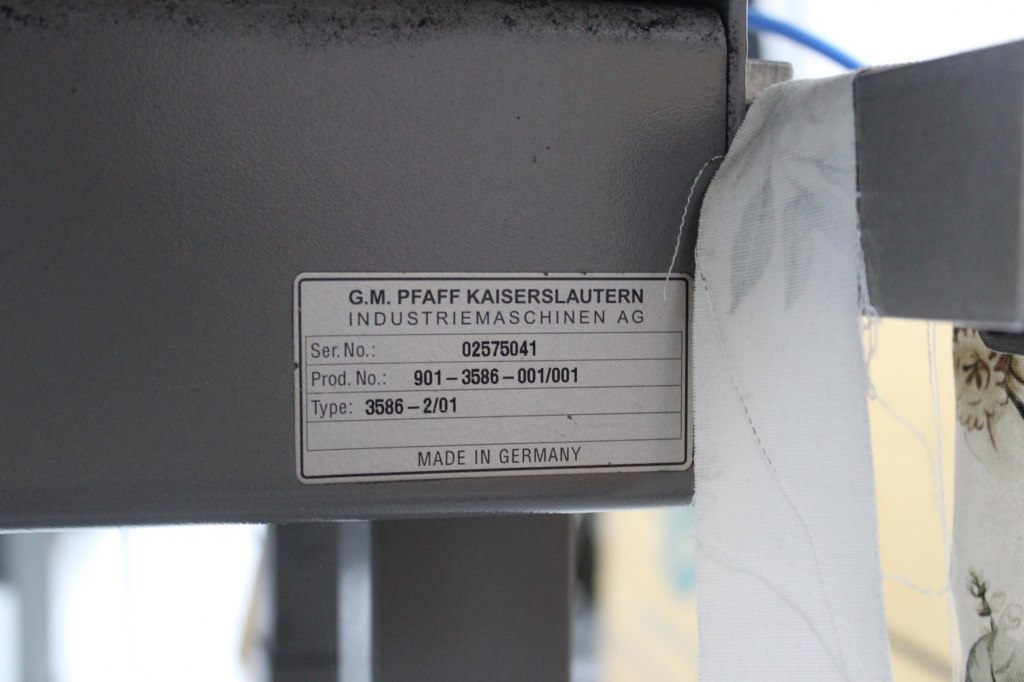 G.M. PFAFF KAISERSLAUTERN
INDUSTRIEMASCHINEN AG
Ser. No.: 02575041
Prod. No.: 901-3586-001/001
Type: 3586-2/01
MADE IN GERMANY